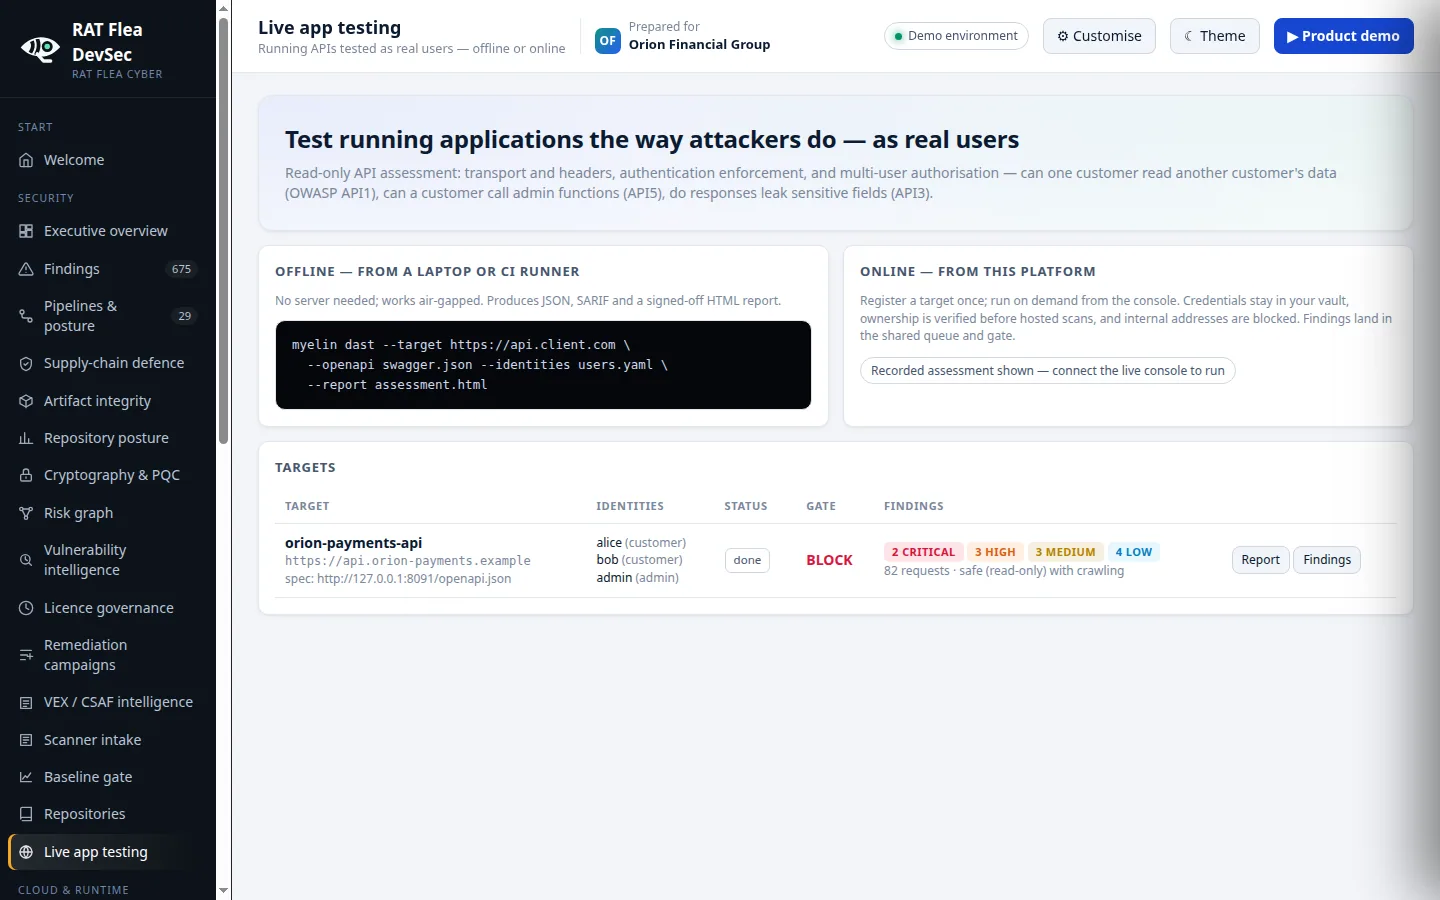 RAT Flea
DevSec
RAT FLEA CYBER
START
Welcome
SECURITY
Executive overview
Findings 675
Pipelines &
posture 29
Supply-chain defence
Artifact integrity
Repository posture
Cryptography & PQC
Risk graph
Vulnerability
intelligence
Licence governance
Remediation
campaigns
VEX / CSAF intelligence
Scanner intake
Baseline gate
Repositories
Live app testing
CLOUD & RUNTIME
Live app testing
Running APIs tested as real users — offline or online
OF
Prepared for
Orion Financial Group
Demo environment
⚙ Customise
☾ Theme
▶ Product demo
Test running applications the way attackers do — as real users
Read-only API assessment: transport and headers, authentication enforcement, and multi-user authorisation — can one customer read another customer's data
(OWASP API1), can a customer call admin functions (API5), do responses leak sensitive fields (API3).
OFFLINE — FROM A LAPTOP OR CI RUNNER
No server needed; works air-gapped. Produces JSON, SARIF and a signed-off HTML report.
myelin dast --target https://api.client.com \
--openapi swagger.json --identities users.yaml \
--report assessment.html
ONLINE — FROM THIS PLATFORM
Register a target once; run on demand from the console. Credentials stay in your vault,
ownership is verified before hosted scans, and internal addresses are blocked. Findings land in
the shared queue and gate.
Recorded assessment shown — connect the live console to run
TARGETS
TARGET IDENTITIES STATUS GATE FINDINGS
orion-payments-api
https://api.orion-payments.example
spec: http://127.0.0.1:8091/openapi.json
alice (customer)
bob (customer)
admin (admin)
done
BLOCK
2 CRITICAL 3 HIGH 3 MEDIUM 4 LOW
82 requests · safe (read-only) with crawling
Report Findings